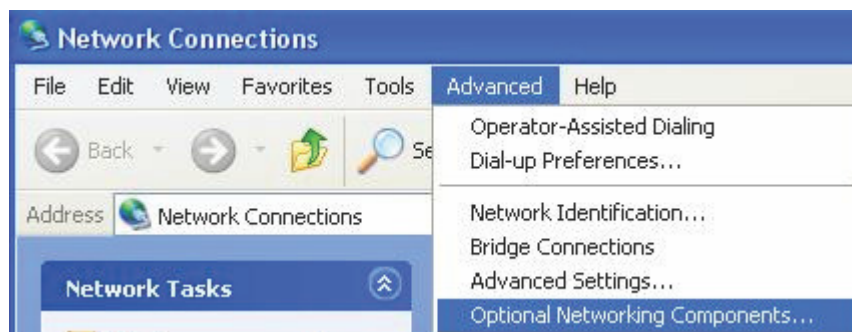 Network Connections
File Edit View Favorites Tools Advanced Help
Operator-Assisted Dialing
Back
Dial-up Preferences...
Address Network Connections
Network Identification...
Bridge Connections
Network Tasks
Advanced Settings...
Optional Networking Components...